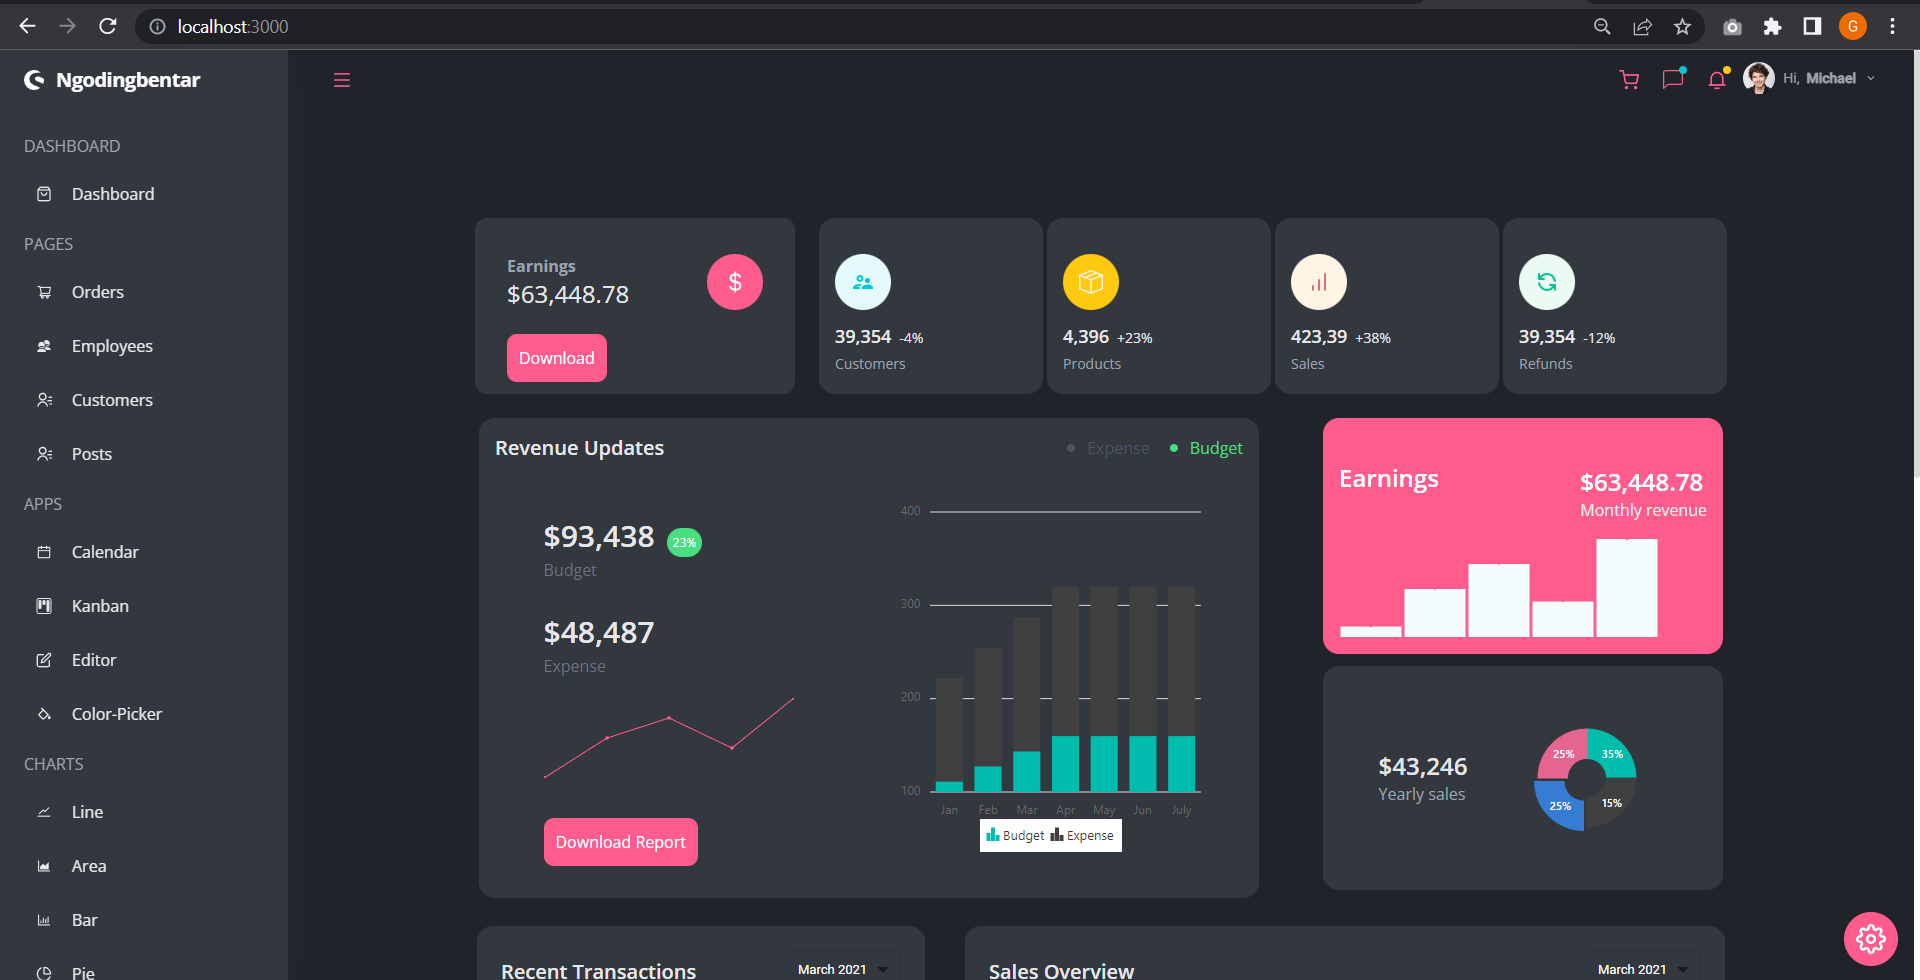 localhost:3000
G
Ngodingbentar
Hi, Michael
DASHBOARD
Dashboard
PAGES
Orders
Employees
Customers
Posts
APPS
Calendar
Kanban
Editor
Color-Picker
CHARTS
Line
Area
Bar
Pie
Earnings
$63,448.78
$
Download
39,354 -4%
Customers
4,396 +23%
Products
423,39 +38%
Sales
39,354 -12%
Refunds
Revenue Updates
Expense
Budget
$93,438 23%
Budget
$48,487
Expense
Download Report
400
300
200
100
Jan Feb Mar Apr May Jun July
Budget Expense
Earnings
$63,448.78
Monthly revenue
$43,246
Yearly sales
25% 35%
25% 15%
Recent Transactions
March 2021
Sales Overview
March 2021